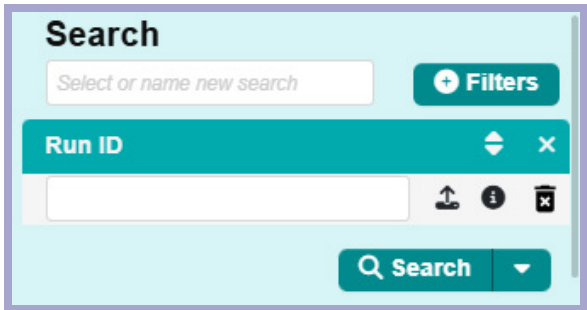 Search
Select or name new search
Filters
Run ID
Search